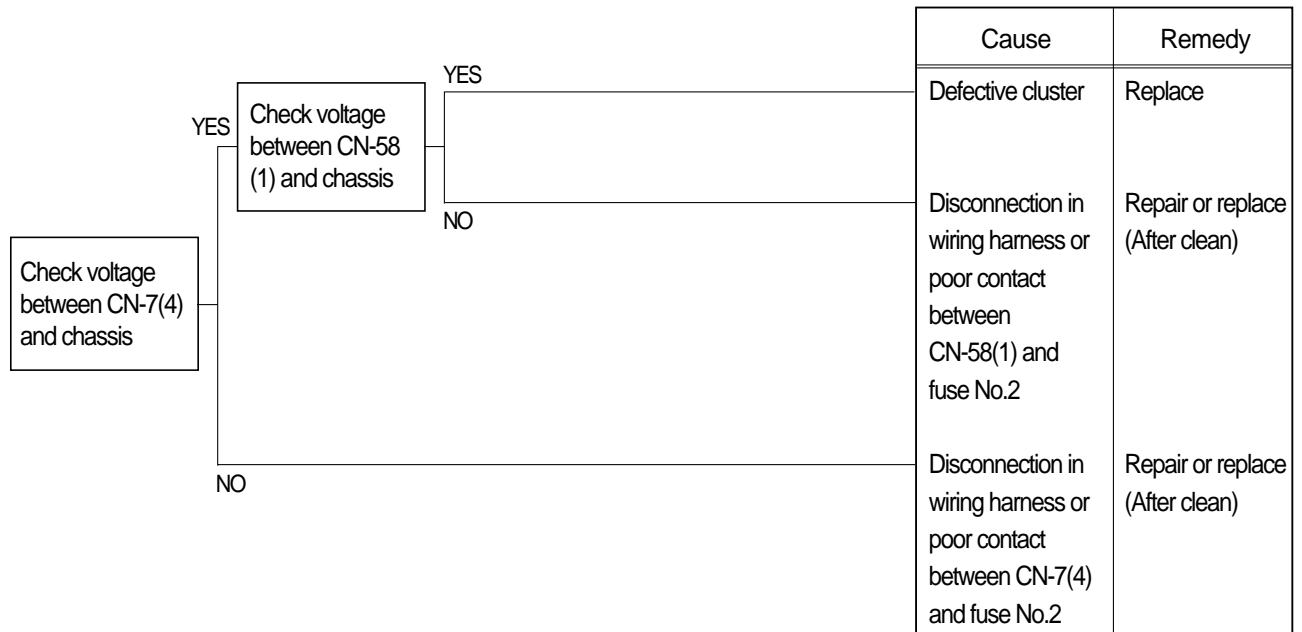 Cause
Remedy
YES
Defective cluster
Replace
YES
Check voltage
between CN-58
(1) and chassis
NO
Disconnection in
wiring harness or
poor contact
between
CN-58(1) and
fuse No.2
Repair or replace
(After clean)
Check voltage
between CN-7(4)
and chassis
NO
Disconnection in
wiring harness or
poor contact
between CN-7(4)
and fuse No.2
Repair or replace
(After clean)